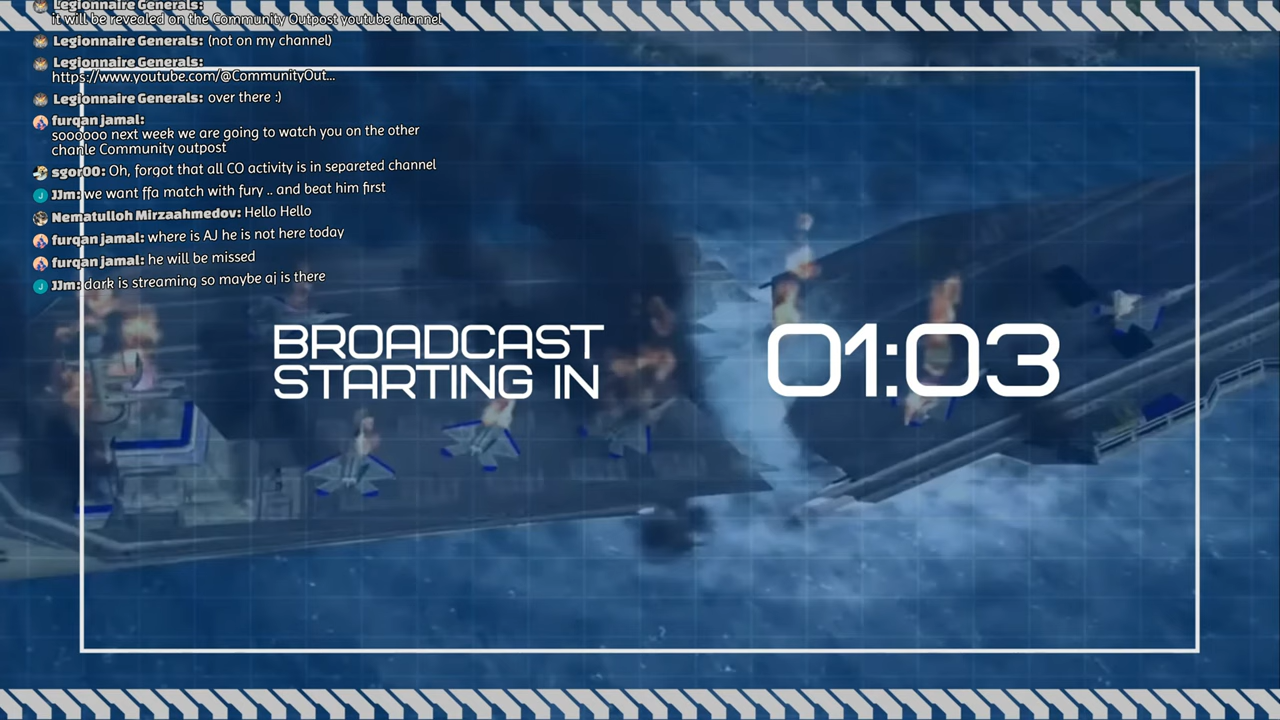 Legionnaire Generals:
it will be revealed on the Community Outpost youtube channel
Legionnaire Generals: (not on my channel)
Legionnaire Generals:
https://www.youtube.com/@CommunityOut...
Legionnaire Generals: over there :)
furqan jamal:
soooooo next week we are going to watch you on the other
chanle Community outpost
sgor00: Oh, forgot that all CO activity is in separeted channel
JJm: we want ffa match with fury .. and beat him first
Nematulloh Mirzaahmedov: Hello Hello
furqan jamal: where is AJ he is not here today
furqan jamal: he will be missed
JJm: dark is streaming so maybe aj is there
BROADCAST
STARTING IN
01:03